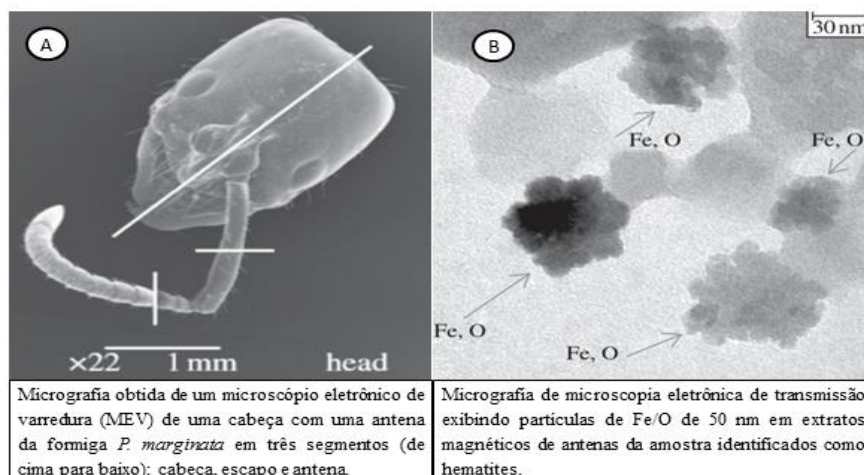 A
B
30 nm
Fe, O
Fe, O
Fe, O
Fe, O
×22
1 mm
head
Micrografia obtida de um microscópio eletrônico de
varredura (MEV) de uma cabeça com uma antena
da formiga P. marginata em três segmentos (de
cima para baixo): cabeça, escapo e antena.
Micrografia de microscopia eletrônica de transmissão
exibindo partículas de Fe/O de 50 nm em extratos
magnéticos de antenas da amostra identificados como
hematites.